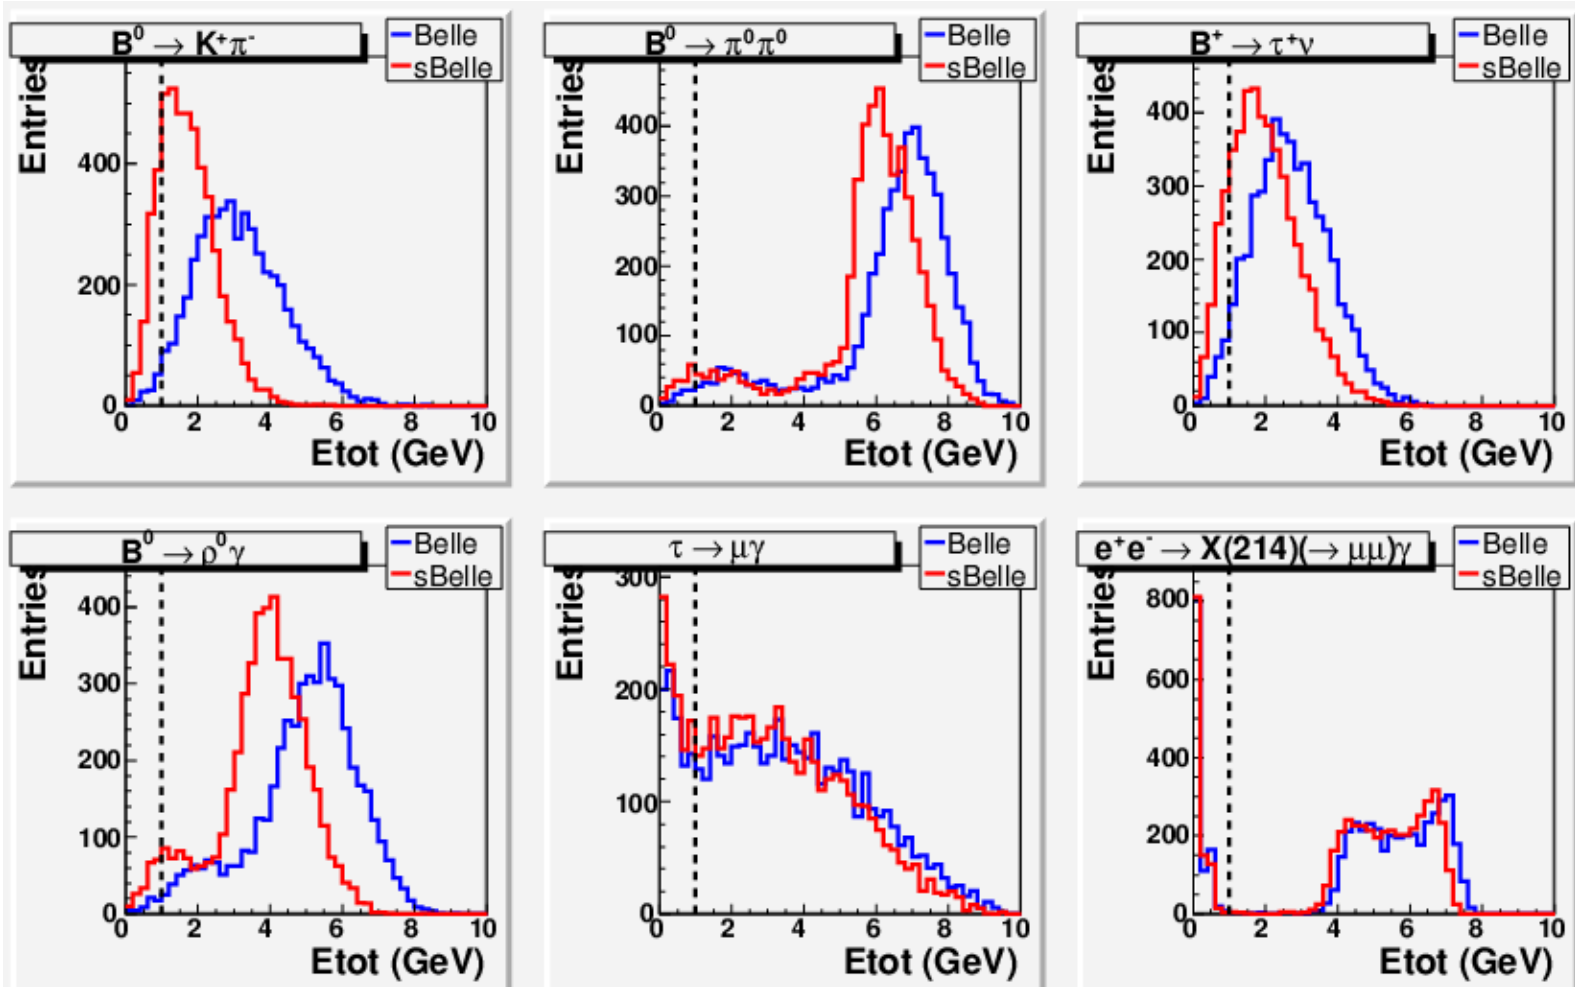 B⁰ → K⁺π⁻
Belle
sBelle
Entries
400
200
0
0 2 4 6 8 10
Etot (GeV)
B⁰ → π⁰π⁰
Belle
sBelle
Entries
400
300
200
100
0
0 2 4 6 8 10
Etot (GeV)
B⁺ → τ⁺ν
Belle
sBelle
Entries
400
300
200
100
0
0 2 4 6 8 10
Etot (GeV)
B⁰ → ρ⁰γ
Belle
sBelle
Entries
400
300
200
100
0
0 2 4 6 8 10
Etot (GeV)
τ → μγ
Belle
sBelle
Entries
300
200
100
0
0 2 4 6 8 10
Etot (GeV)
e⁺e⁻ → X(214)(→ μμ)γ
Belle
sBelle
Entries
800
600
400
200
0
0 2 4 6 8 10
Etot (GeV)